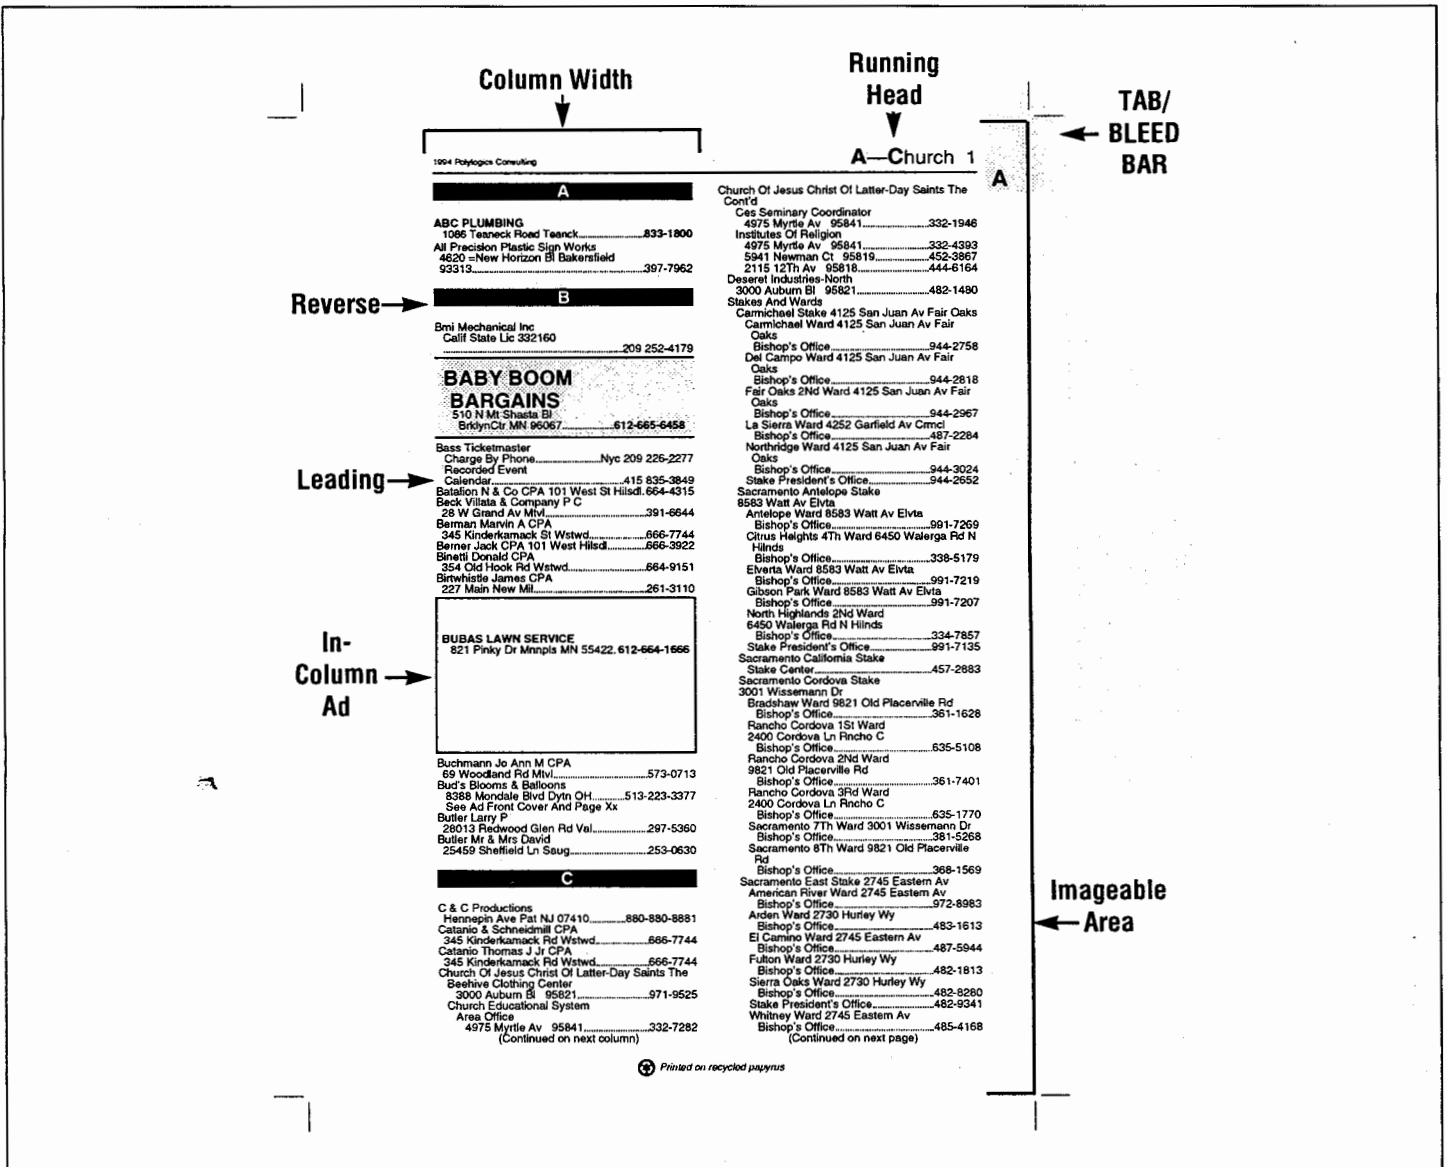 Column Width
Running
Head
TAB/
BLEED
BAR
1994 Polylogics Consulting
A—Church 1
A
A
ABC PLUMBING
1086 Teaneck Road Teanck 833-1800
All Precision Plastic Sign Works
4620 =New Horizon Bl Bakersfield
93313 397-7962
Reverse
B
Bmi Mechanical Inc
Calif State Lic 332160
209 252-4179
BABY BOOM
BARGAINS
510 N Mt Shasta Bl
BrklynCtr MN 96067 612-665-6458
Bass Ticketmaster
Charge By Phone Nyc 209 226-2277
Recorded Event
Leading
Calendar 415 835-3849
Batalion N & Co CPA 101 West St Hilsdl. 664-4315
Beck Villata & Company P C
28 W Grand Av Mtvl 391-6644
Berman Marvin A CPA
345 Kinderkamack St Wstwd 666-7744
Berner Jack CPA 101 West Hilsdl 666-3922
Binetti Donald CPA
354 Old Hook Rd Wstwd 664-9151
Birtwhistle James CPA
227 Main New Mil 261-3110
In-
Column
Ad
BUBAS LAWN SERVICE
821 Pinky Dr Mnnpls MN 55422. 612-664-1666
Buchmann Jo Ann M CPA
69 Woodland Rd Mtvl 573-0713
Bud's Blooms & Balloons
8388 Mondale Blvd Dytn OH 513-223-3377
See Ad Front Cover And Page Xx
Butler Larry P
28013 Redwood Glen Rd Val 297-5360
Butler Mr & Mrs David
25459 Sheffield Ln Saug 253-0630
C
C & C Productions
Hennepin Ave Pat NJ 07410 880-880-8881
Catanio & Schneidmill CPA
345 Kinderkamack Rd Wstwd 666-7744
Catanio Thomas J Jr CPA
345 Kinderkamack Rd Wstwd 666-7744
Church Of Jesus Christ Of Latter-Day Saints The
Beehive Clothing Center
3000 Auburn Bl 95821 971-9525
Church Educational System
Area Office
4975 Myrtle Av 95841 332-7282
(Continued on next column)
Church Of Jesus Christ Of Latter-Day Saints The
Cont'd
Ces Seminary Coordinator
4975 Myrtle Av 95841 332-1946
Institutes Of Religion
4975 Myrtle Av 95841 332-4393
5941 Newman Ct 95819 452-3867
2115 12Th Av 95818 444-6164
Deseret Industries-North
3000 Auburn Bl 95821 482-1480
Stakes And Wards
Carmichael Stake 4125 San Juan Av Fair Oaks
Carmichael Ward 4125 San Juan Av Fair
Oaks
Bishop's Office 944-2758
Del Campo Ward 4125 San Juan Av Fair
Oaks
Bishop's Office 944-2818
Fair Oaks 2Nd Ward 4125 San Juan Av Fair
Oaks
Bishop's Office 944-2967
La Sierra Ward 4252 Garfield Av Crmcl
Bishop's Office 487-2284
Northridge Ward 4125 San Juan Av Fair
Oaks
Bishop's Office 944-3024
Stake President's Office 944-2652
Sacramento Antelope Stake
8583 Watt Av Elvta
Antelope Ward 8583 Watt Av Elvta
Bishop's Office 991-7269
Citrus Heights 4Th Ward 6450 Walerga Rd N
Hilnds
Bishop's Office 338-5179
Elverta Ward 8583 Watt Av Elvta
Bishop's Office 991-7219
Gibson Park Ward 8583 Watt Av Elvta
Bishop's Office 991-7207
North Highlands 2Nd Ward
6450 Walerga Rd N Hilnds
Bishop's Office 334-7857
Stake President's Office 991-7135
Sacramento California Stake
Stake Center 457-2883
Sacramento Cordova Stake
3001 Wissemann Dr
Bradshaw Ward 9821 Old Placerville Rd
Bishop's Office 361-1628
Rancho Cordova 1St Ward
2400 Cordova Ln Rncho C
Bishop's Office 635-5108
Rancho Cordova 2Nd Ward
9821 Old Placerville Rd
Bishop's Office 361-7401
Rancho Cordova 3Rd Ward
2400 Cordova Ln Rncho C
Bishop's Office 635-1770
Sacramento 7Th Ward 3001 Wissemann Dr
Bishop's Office 381-5268
Sacramento 8Th Ward 9821 Old Placerville
Rd
Bishop's Office 368-1569
Sacramento East Stake 2745 Eastern Av
American River Ward 2745 Eastern Av
Bishop's Office 972-8983
Arden Ward 2730 Hurley Wy
Bishop's Office 483-1613
El Camino Ward 2745 Eastern Av
Bishop's Office 487-5944
Fulton Ward 2730 Hurley Wy
Bishop's Office 482-1813
Sierra Oaks Ward 2730 Hurley Wy
Bishop's Office 482-8280
Stake President's Office 482-9341
Whitney Ward 2745 Eastern Av
Bishop's Office 485-4168
(Continued on next page)
Imageable
Area
Printed on recycled papyrus